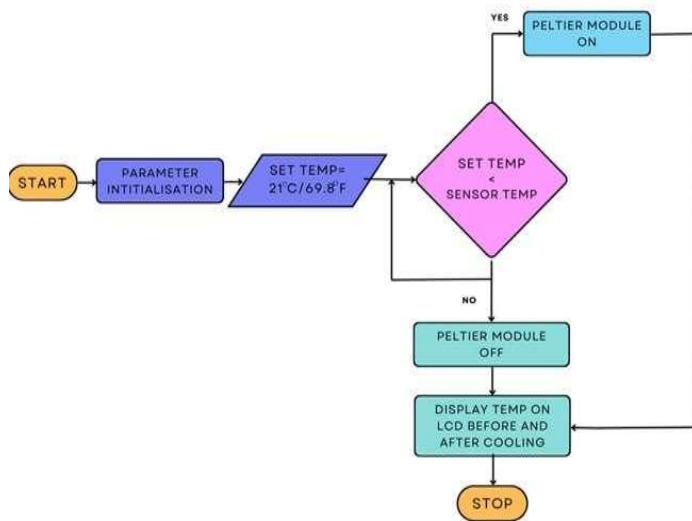 YES
PELTIER MODULE
ON
START
PARAMETER
INTITIALISATION
SET TEMP=
21°C/69.8°F
SET TEMP
<
SENSOR TEMP
NO
PELTIER MODULE
OFF
DISPLAY TEMP ON
LCD BEFORE AND
AFTER COOLING
STOP